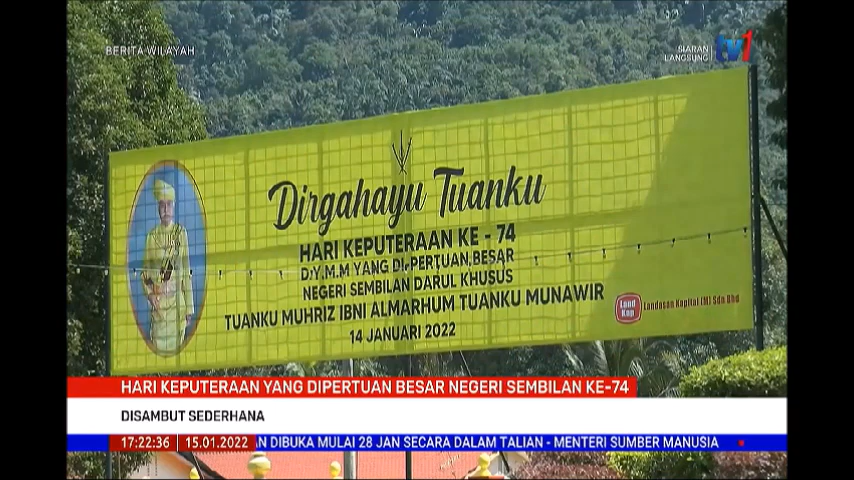 BERITA WILAYAH
SIARAN
LANGSUNG
tv1
Dirgahayu Tuanku
HARI KEPUTERAAN KE - 74
D.Y.M.M YANG DI-PERTUAN BESAR
NEGERI SEMBILAN DARUL KHUSUS
TUANKU MUHRIZ IBNI ALMARHUM TUANKU MUNAWIR
14 JANUARI 2022
Land
Kap
Landasan Kapital (M) Sdn Bhd
HARI KEPUTERAAN YANG DIPERTUAN BESAR NEGERI SEMBILAN KE-74
DISAMBUT SEDERHANA
17:22:36 15.01.2022 AN DIBUKA MULAI 28 JAN SECARA DALAM TALIAN - MENTERI SUMBER MANUSIA